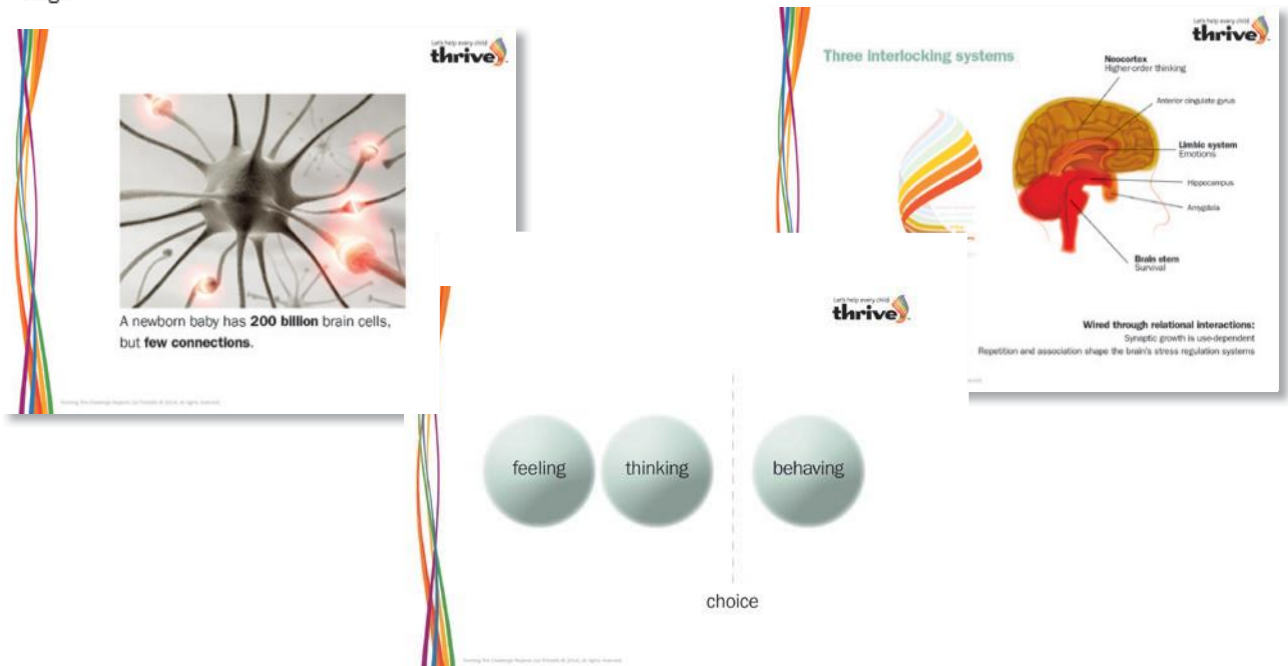 Let's help every child
thrive
A newborn baby has 200 billion brain cells,
but few connections.
Let's help every child
thrive
Three interlocking systems
Neocortex
Higher-order thinking
Anterior cingulate gyrus
Limbic system
Emotions
Hippocampus
Amygdala
Brain stem
Survival
Wired through relational interactions:
Synaptic growth is use-dependent
Repetition and association shape the brain's stress regulation systems
Let's help every child
thrive
feeling
thinking
behaving
choice